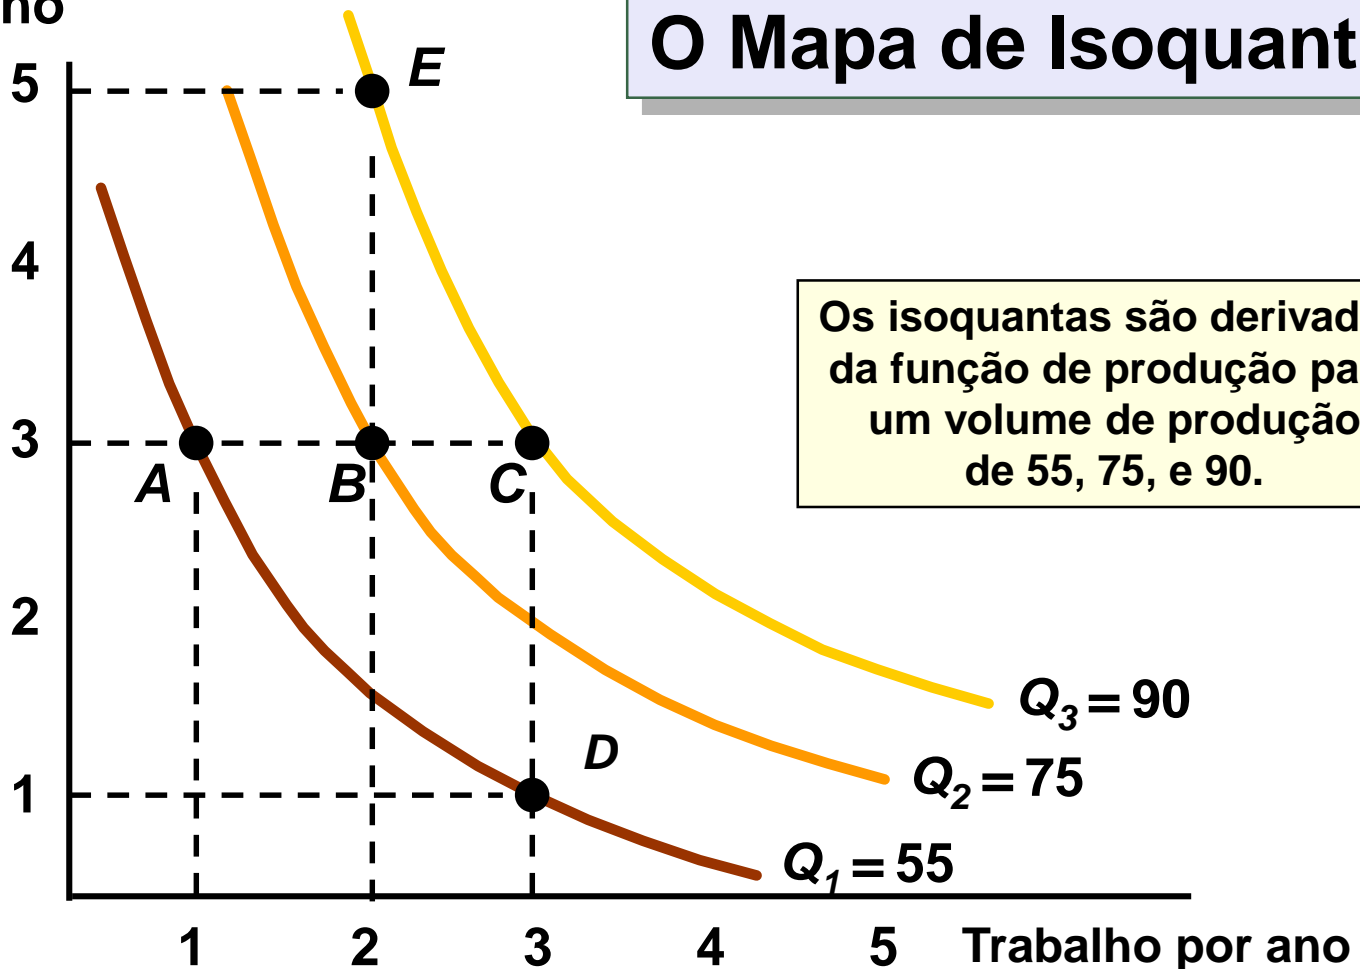 no
O Mapa de Isoquant
5
E
4
Os isoquantas são derivad
da função de produção pa
um volume de produção
de 55, 75, e 90.
3
A
B
C
2
Q3 = 90
D
Q2 = 75
1
Q1 = 55
1 2 3 4 5 Trabalho por ano